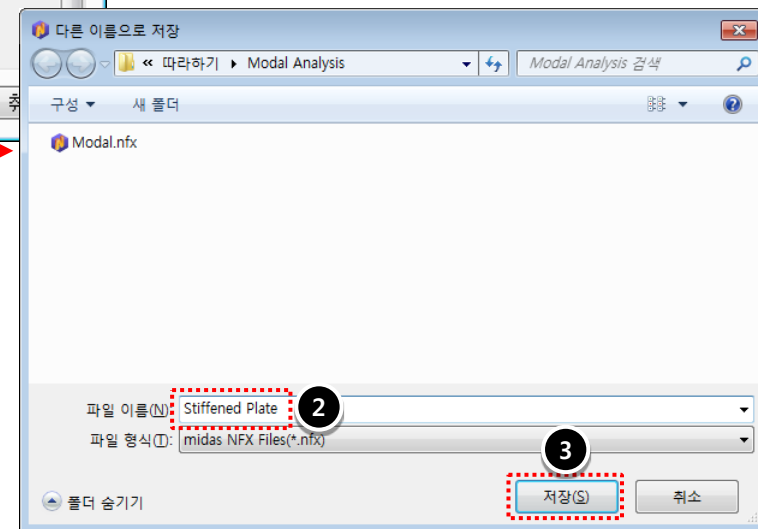 다른 이름으로 저장
« 따라하기 ▸ Modal Analysis
Modal Analysis 검색
구성 ▼ 새 폴더
Modal.nfx
파일 이름(N): Stiffened Plate
2
파일 형식(T): midas NFX Files(*.nfx)
3
폴더 숨기기
저장(S)
취소